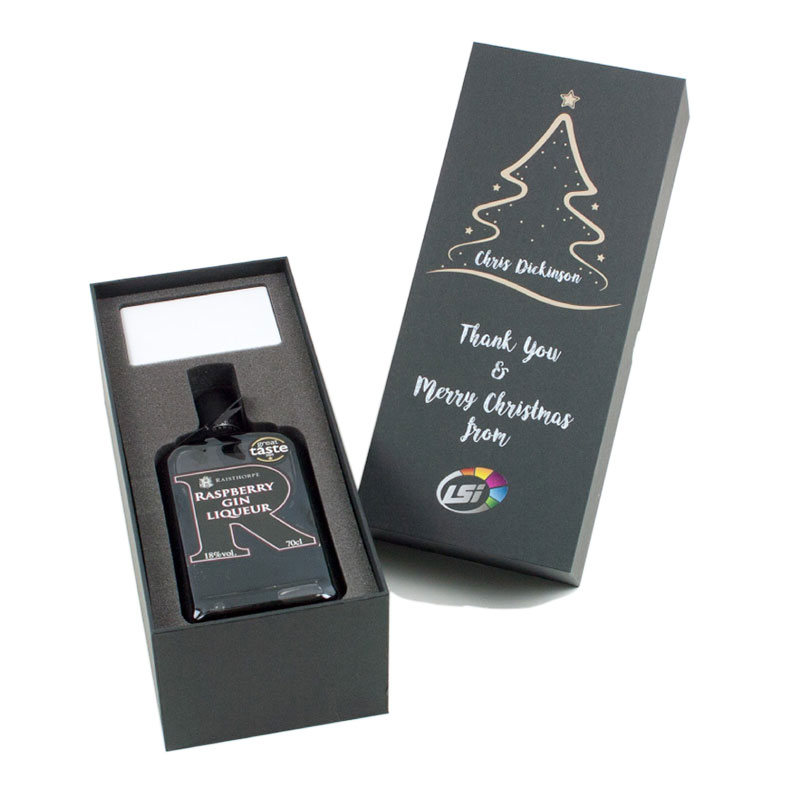 Chris Dickinson
Thank You
&
Merry Christmas
from
LSi
great
taste
RAISTHORPE
RASPBERRY
GIN
LIQUEUR
R
18%vol. 70cl